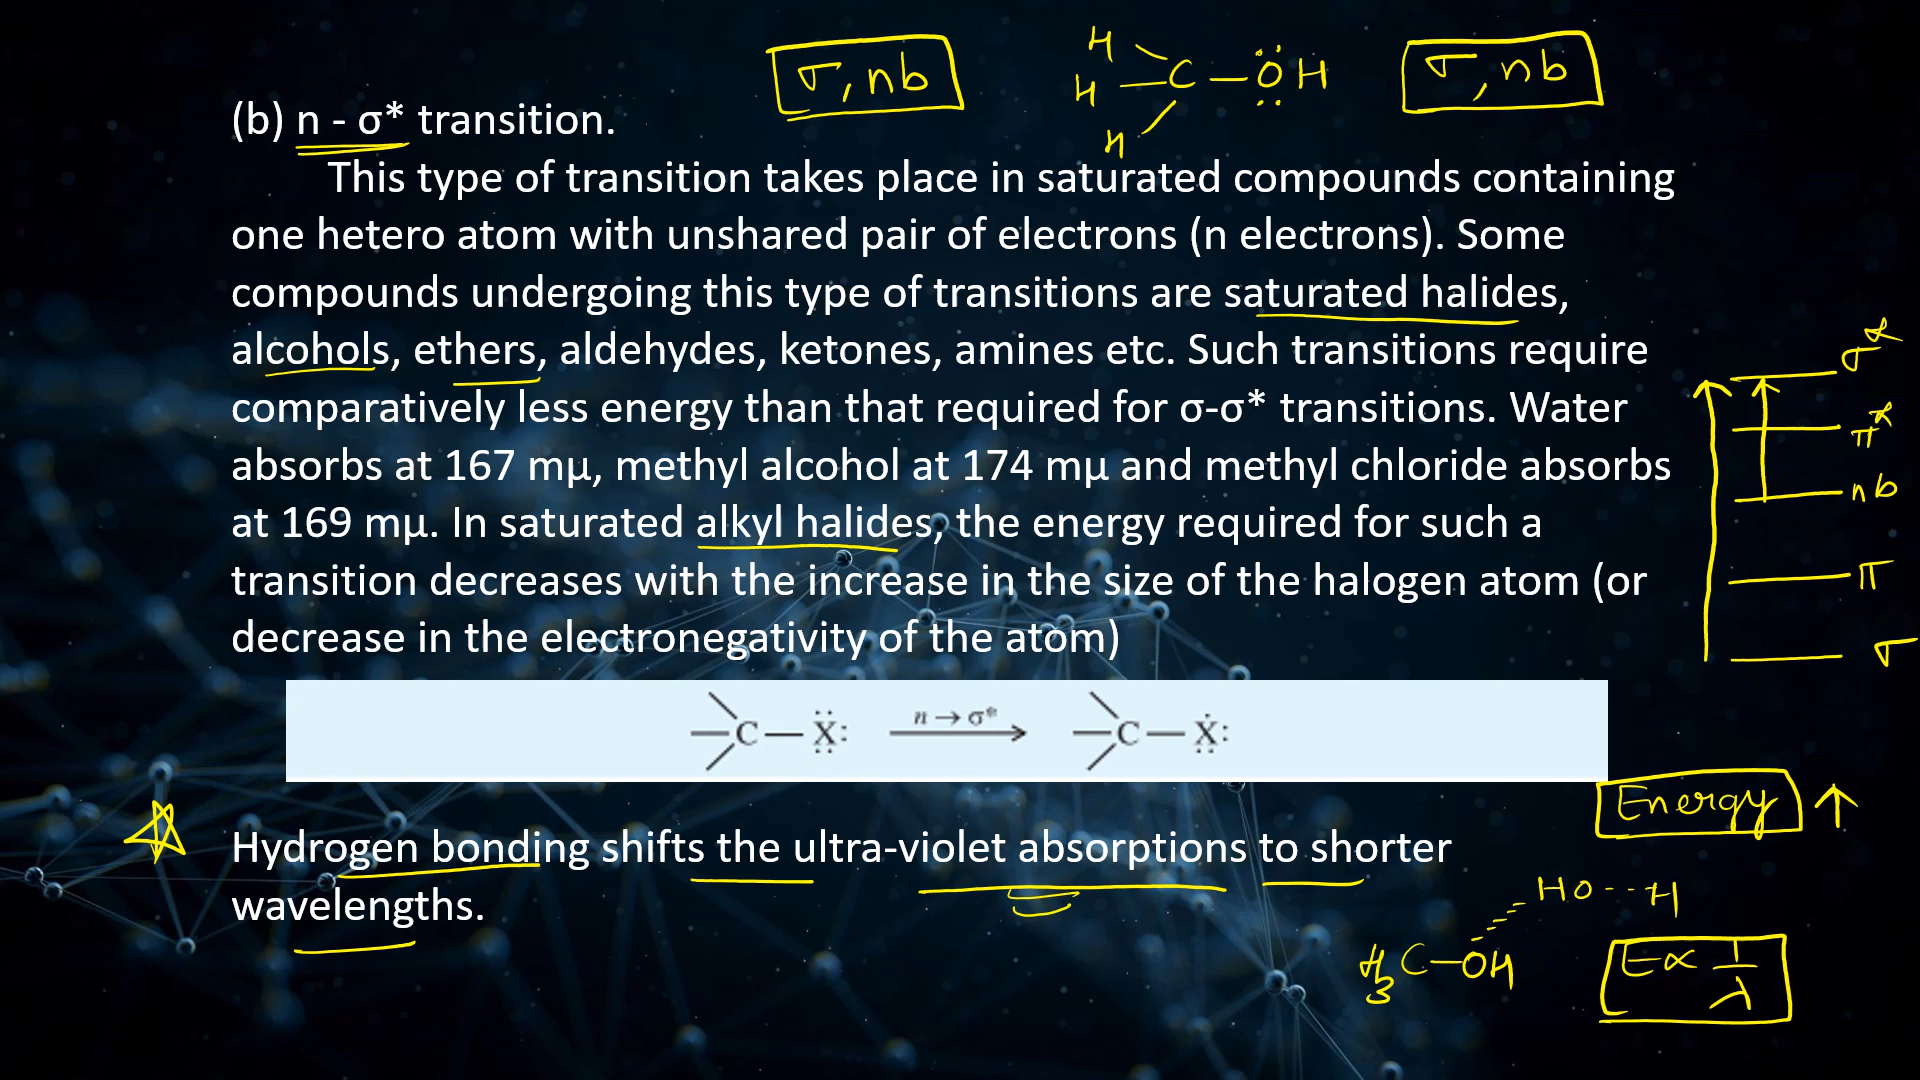 σ, nb
H
H C — ÖH
H
σ, nb
(b) n - σ* transition.
This type of transition takes place in saturated compounds containing
one hetero atom with unshared pair of electrons (n electrons). Some
compounds undergoing this type of transitions are saturated halides,
alcohols, ethers, aldehydes, ketones, amines etc. Such transitions require
comparatively less energy than that required for σ-σ* transitions. Water
absorbs at 167 mμ, methyl alcohol at 174 mμ and methyl chloride absorbs
at 169 mμ. In saturated alkyl halides, the energy required for such a
transition decreases with the increase in the size of the halogen atom (or
decrease in the electronegativity of the atom)
σ*
π*
nb
π
σ
—C—Ẍ: n → σ* —C—Ẋ:
Energy ↑
Hydrogen bonding shifts the ultra-violet absorptions to shorter
wavelengths.
HO--H
H3C—OH
E∝ 1/λ